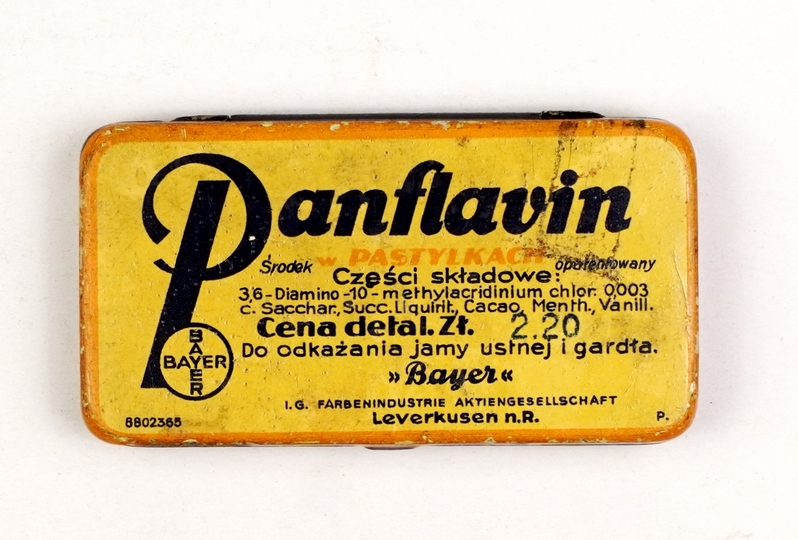 Panflavin
w PASTYLKACH
Środek opatentowany
Części składowe:
3,6-Diamino-10-methylacridinium chlor. 0,003
c. Sacchar., Succ. Liquirit., Cacao, Menth., Vanill.
Cena detal. Zł. 2.20
Do odkażania jamy ustnej i gardła.
»Bayer«
I.G. FARBENINDUSTRIE AKTIENGESELLSCHAFT
Leverkusen n.R.
BAYER
BAYER
8802365
P.